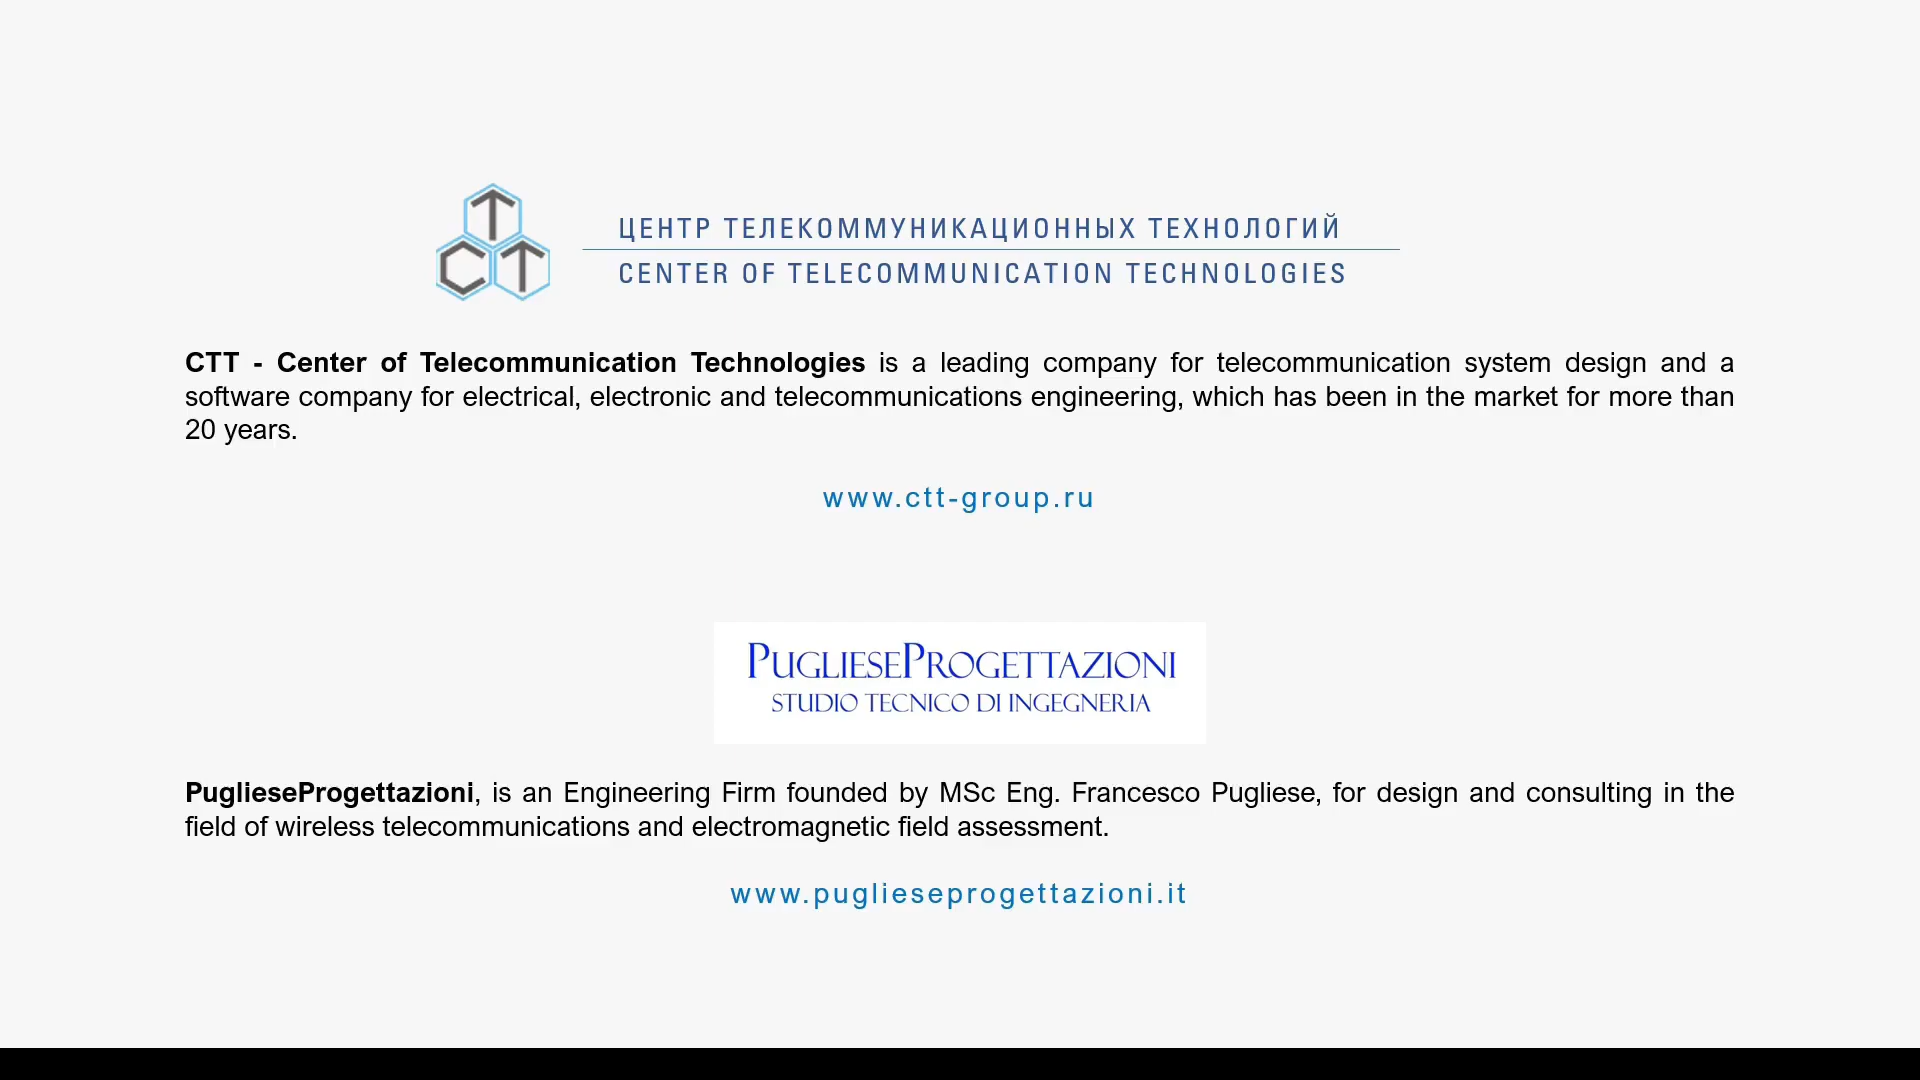 ЦЕНТР ТЕЛЕКОММУНИКАЦИОННЫХ ТЕХНОЛОГИЙ
CTT
CENTER OF TELECOMMUNICATION TECHNOLOGIES
CTT - Center of Telecommunication Technologies is a leading company for telecommunication system design and a
software company for electrical, electronic and telecommunications engineering, which has been in the market for more than
20 years.
www.ctt-group.ru
PUGLIESEPROGETTAZIONI
STUDIO TECNICO DI INGEGNERIA
PuglieseProgettazioni, is an Engineering Firm founded by MSc Eng. Francesco Pugliese, for design and consulting in the
field of wireless telecommunications and electromagnetic field assessment.
www.puglieseprogettazioni.it